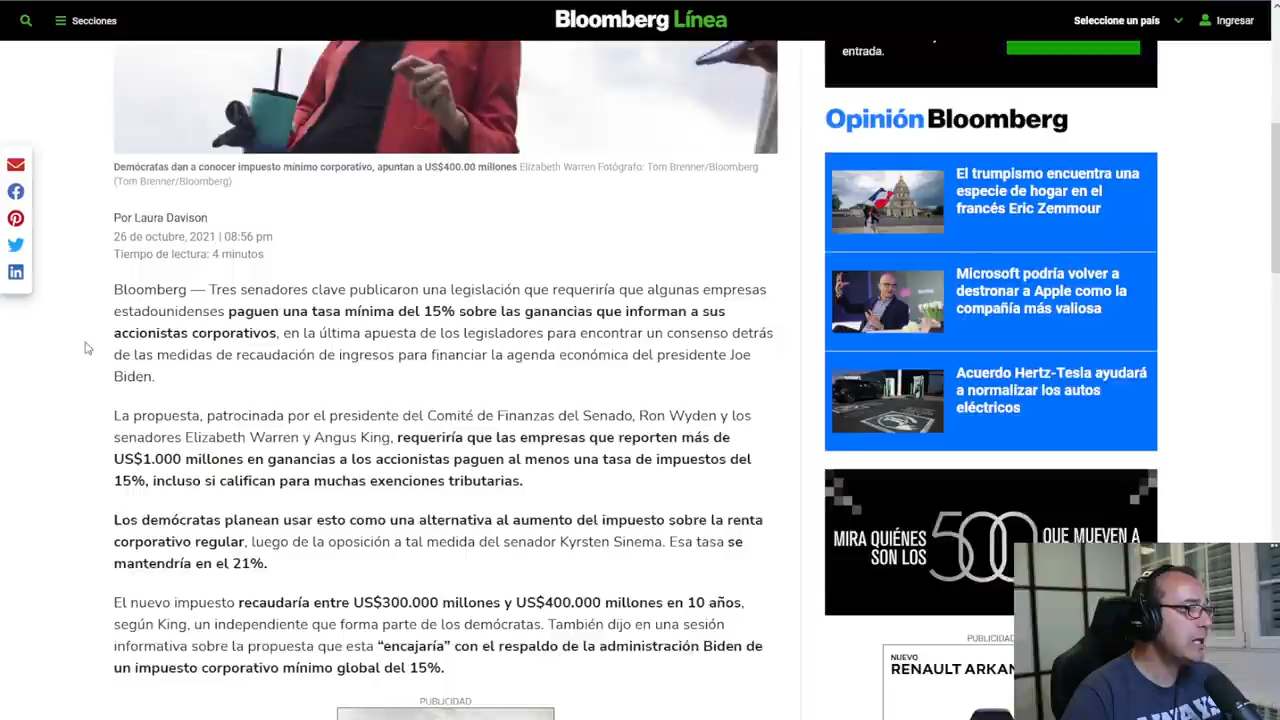 Secciones
Bloomberg Línea
Seleccione un país
Ingresar
entrada.
Demócratas dan a conocer impuesto mínimo corporativo, apuntan a US$400.00 millones Elizabeth Warren Fotógrafo: Tom Brenner/Bloomberg
(Tom Brenner/Bloomberg)
Por Laura Davison
26 de octubre, 2021 | 08:56 pm
Tiempo de lectura: 4 minutos
Bloomberg — Tres senadores clave publicaron una legislación que requeriría que algunas empresas
estadounidenses paguen una tasa mínima del 15% sobre las ganancias que informan a sus
accionistas corporativos, en la última apuesta de los legisladores para encontrar un consenso detrás
de las medidas de recaudación de ingresos para financiar la agenda económica del presidente Joe
Biden.
La propuesta, patrocinada por el presidente del Comité de Finanzas del Senado, Ron Wyden y los
senadores Elizabeth Warren y Angus King, requeriría que las empresas que reporten más de
US$1.000 millones en ganancias a los accionistas paguen al menos una tasa de impuestos del
15%, incluso si califican para muchas exenciones tributarias.
Los demócratas planean usar esto como una alternativa al aumento del impuesto sobre la renta
corporativo regular, luego de la oposición a tal medida del senador Kyrsten Sinema. Esa tasa se
mantendría en el 21%.
El nuevo impuesto recaudaría entre US$300.000 millones y US$400.000 millones en 10 años,
según King, un independiente que forma parte de los demócratas. También dijo en una sesión
informativa sobre la propuesta que esta “encajaría” con el respaldo de la administración Biden de
un impuesto corporativo mínimo global del 15%.
PUBLICIDAD
Opinión Bloomberg
El trumpismo encuentra una
especie de hogar en el
francés Eric Zemmour
Microsoft podría volver a
destronar a Apple como la
compañía más valiosa
Acuerdo Hertz-Tesla ayudará
a normalizar los autos
eléctricos
MIRA QUIÉNES
SON LOS
500
QUE MUEVEN A
PUBLICIDAD
NUEVO
RENAULT ARKAN